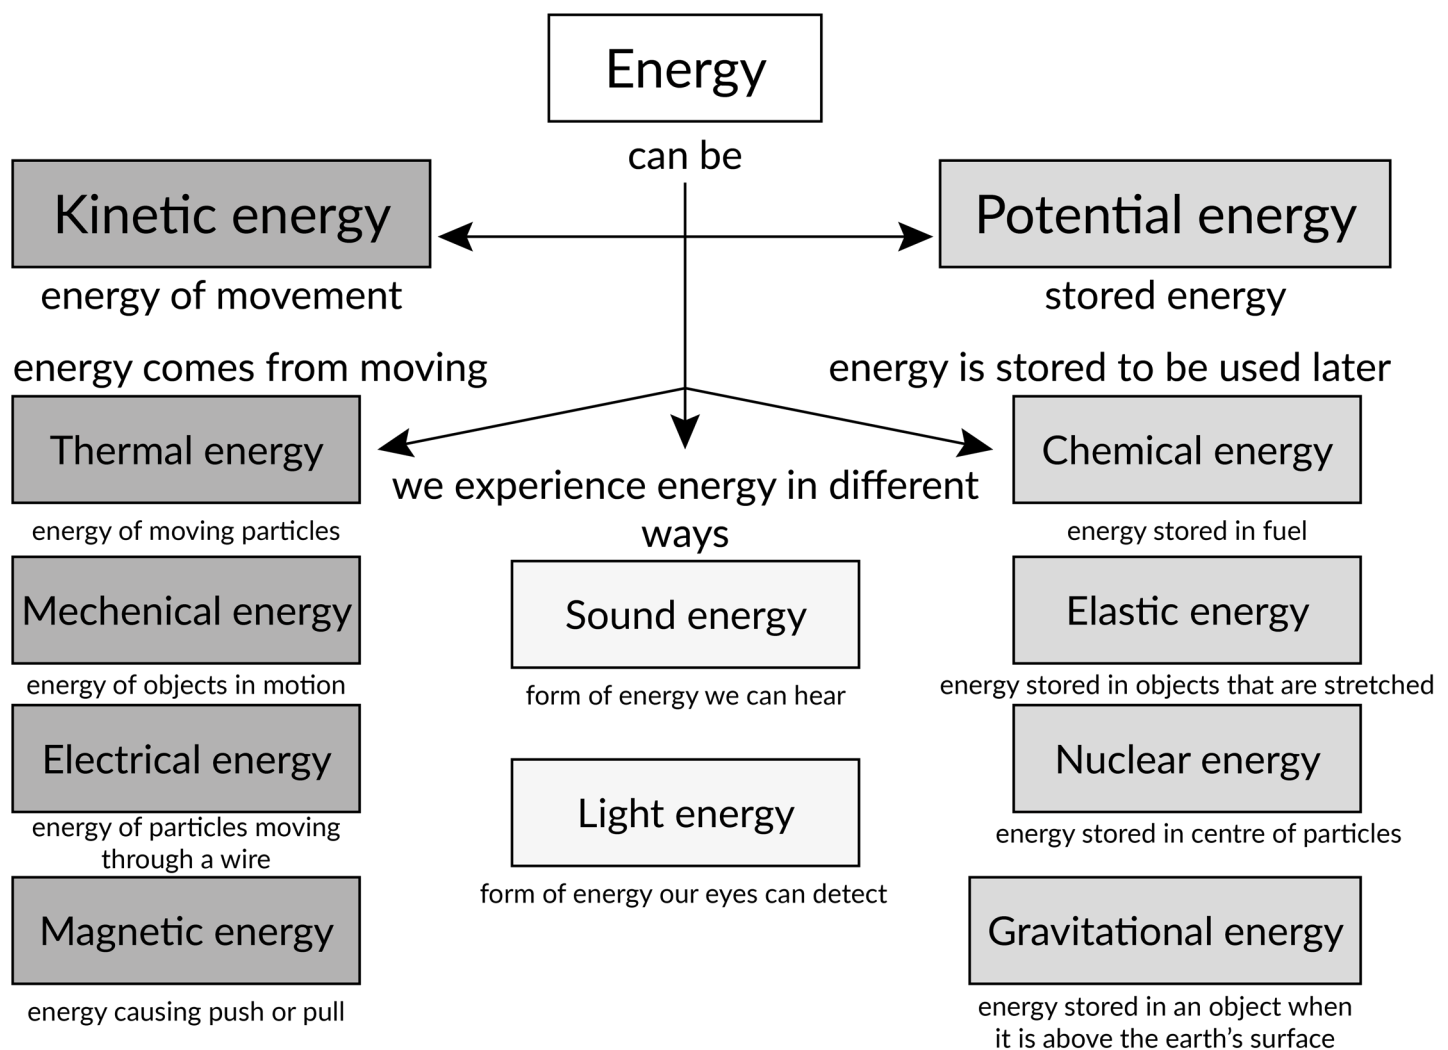 Energy
can be
Kinetic energy
energy of movement
Potential energy
stored energy
energy comes from moving
Thermal energy
energy of moving particles
Mechenical energy
energy of objects in motion
Electrical energy
energy of particles moving
through a wire
Magnetic energy
energy causing push or pull
we experience energy in different
ways
Sound energy
form of energy we can hear
Light energy
form of energy our eyes can detect
energy is stored to be used later
Chemical energy
energy stored in fuel
Elastic energy
energy stored in objects that are stretched
Nuclear energy
energy stored in centre of particles
Gravitational energy
energy stored in an object when
it is above the earth’s surface